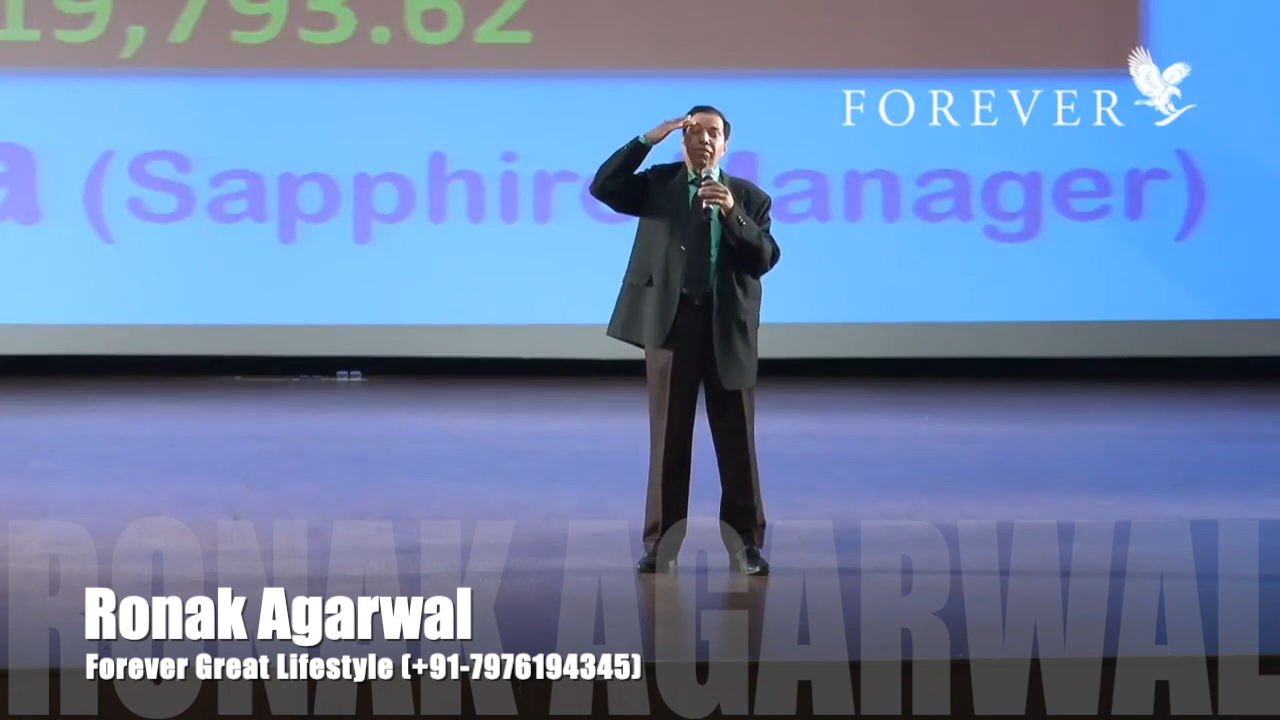 19,793.62
FOREVER
a (Sapphire Manager)
RONAK AGARWAL
Ronak Agarwal
Forever Great Lifestyle (+91-7976194345)